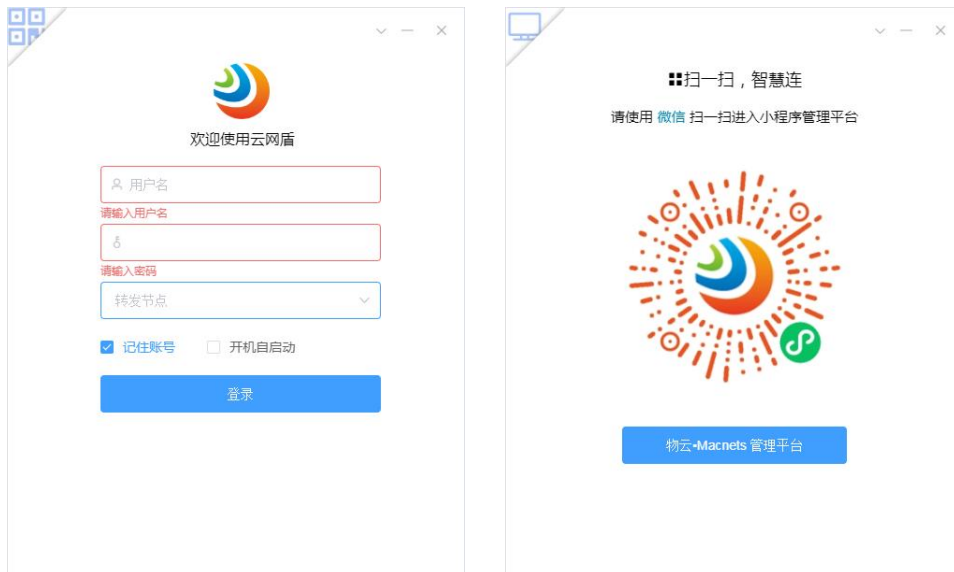 欢迎使用云网盾
用户名
请输入用户名
请输入密码
转发节点
记住账号 开机自启动
登录
扫一扫，智慧连
请使用 微信 扫一扫进入小程序管理平台
物云-Macnets 管理平台